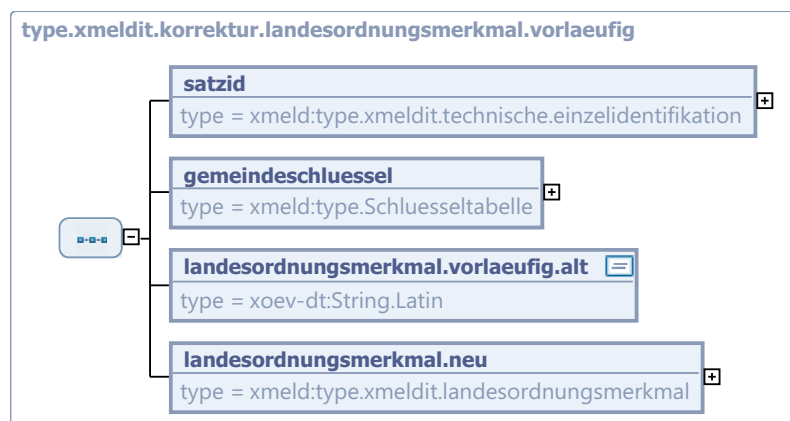 type.xmeldit.korrektur.landesordnungsmerkmal.vorlaeufig
satzid
type = xmeld:type.xmeldit.technische.einzelidentifikation
gemeindeschluessel
type = xmeld:type.Schluesseltabelle
landesordnungsmerkmal.vorlaeufig.alt
type = xoev-dt:String.Latin
landesordnungsmerkmal.neu
type = xmeld:type.xmeldit.landesordnungsmerkmal